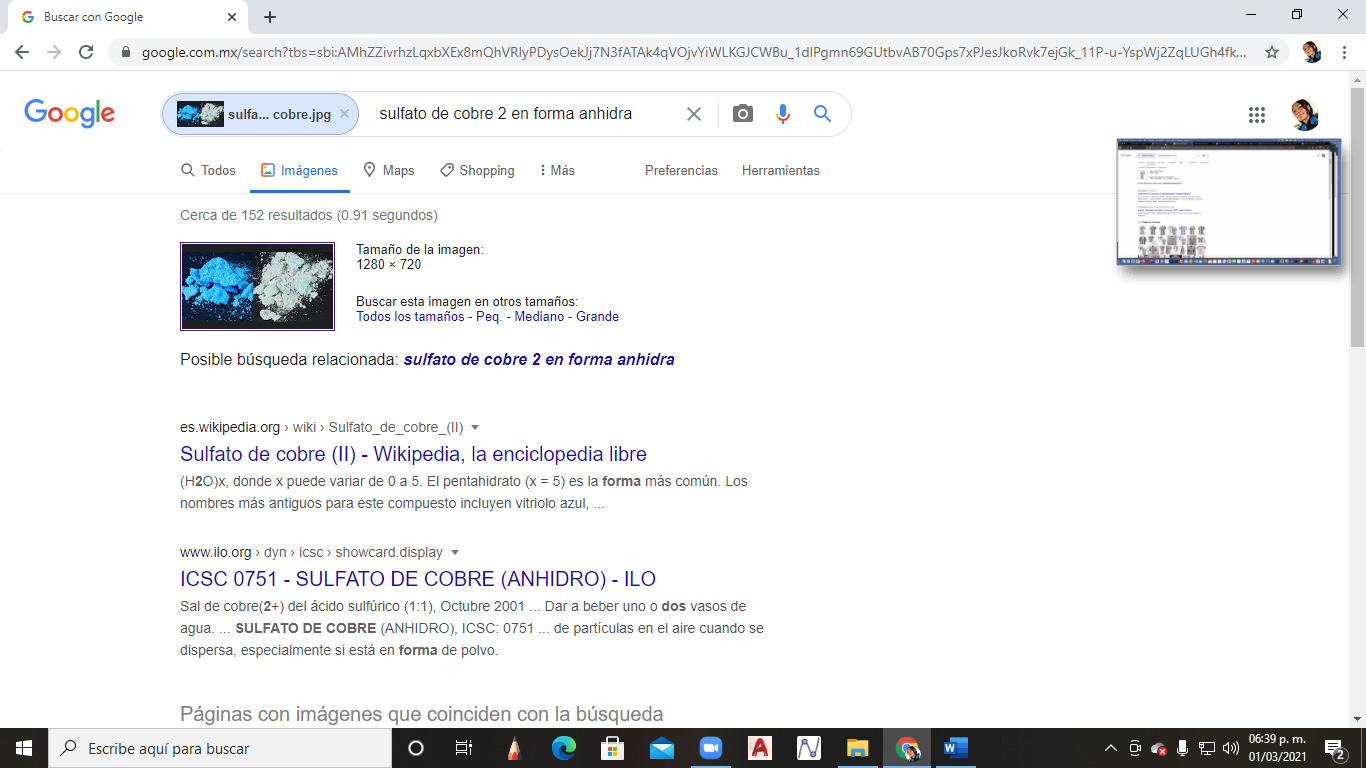 Buscar con Google
google.com.mx/search?tbs=sbi:AMhZZivrhzLqxbXEx8mQhVRlyPDysOekJj7N3fATAk4qVOjvYiWLKGJCWBu_1dIPgmn69GUtbvAB70Gps7xPJesJkoRvk7ejGk_11P-u-YspWj2ZqLUGh4fk...
Google
sulfa... cobre.jpg
sulfato de cobre 2 en forma anhidra
Todos
Imágenes
Maps
Shopping
Más
Preferencias
Herramientas
Cerca de 152 resultados (0.91 segundos)
Tamaño de la imagen:
1280 × 720
Buscar esta imagen en otros tamaños:
Todos los tamaños - Peq. - Mediano - Grande
Posible búsqueda relacionada: sulfato de cobre 2 en forma anhidra
es.wikipedia.org › wiki › Sulfato_de_cobre_(II)
Sulfato de cobre (II) - Wikipedia, la enciclopedia libre
(H2O)x, donde x puede variar de 0 a 5. El pentahidrato (x = 5) es la forma más común. Los
nombres más antiguos para este compuesto incluyen vitriolo azul, ...
www.ilo.org › dyn › icsc › showcard.display
ICSC 0751 - SULFATO DE COBRE (ANHIDRO) - ILO
Sal de cobre(2+) del ácido sulfúrico (1:1), Octubre 2001 ... Dar a beber uno o dos vasos de
agua. ... SULFATO DE COBRE (ANHIDRO), ICSC: 0751 ... de partículas en el aire cuando se
dispersa, especialmente si está en forma de polvo.
Páginas con imágenes que coinciden con la búsqueda
Escribe aquí para buscar
06:39 p. m.
01/03/2021
2